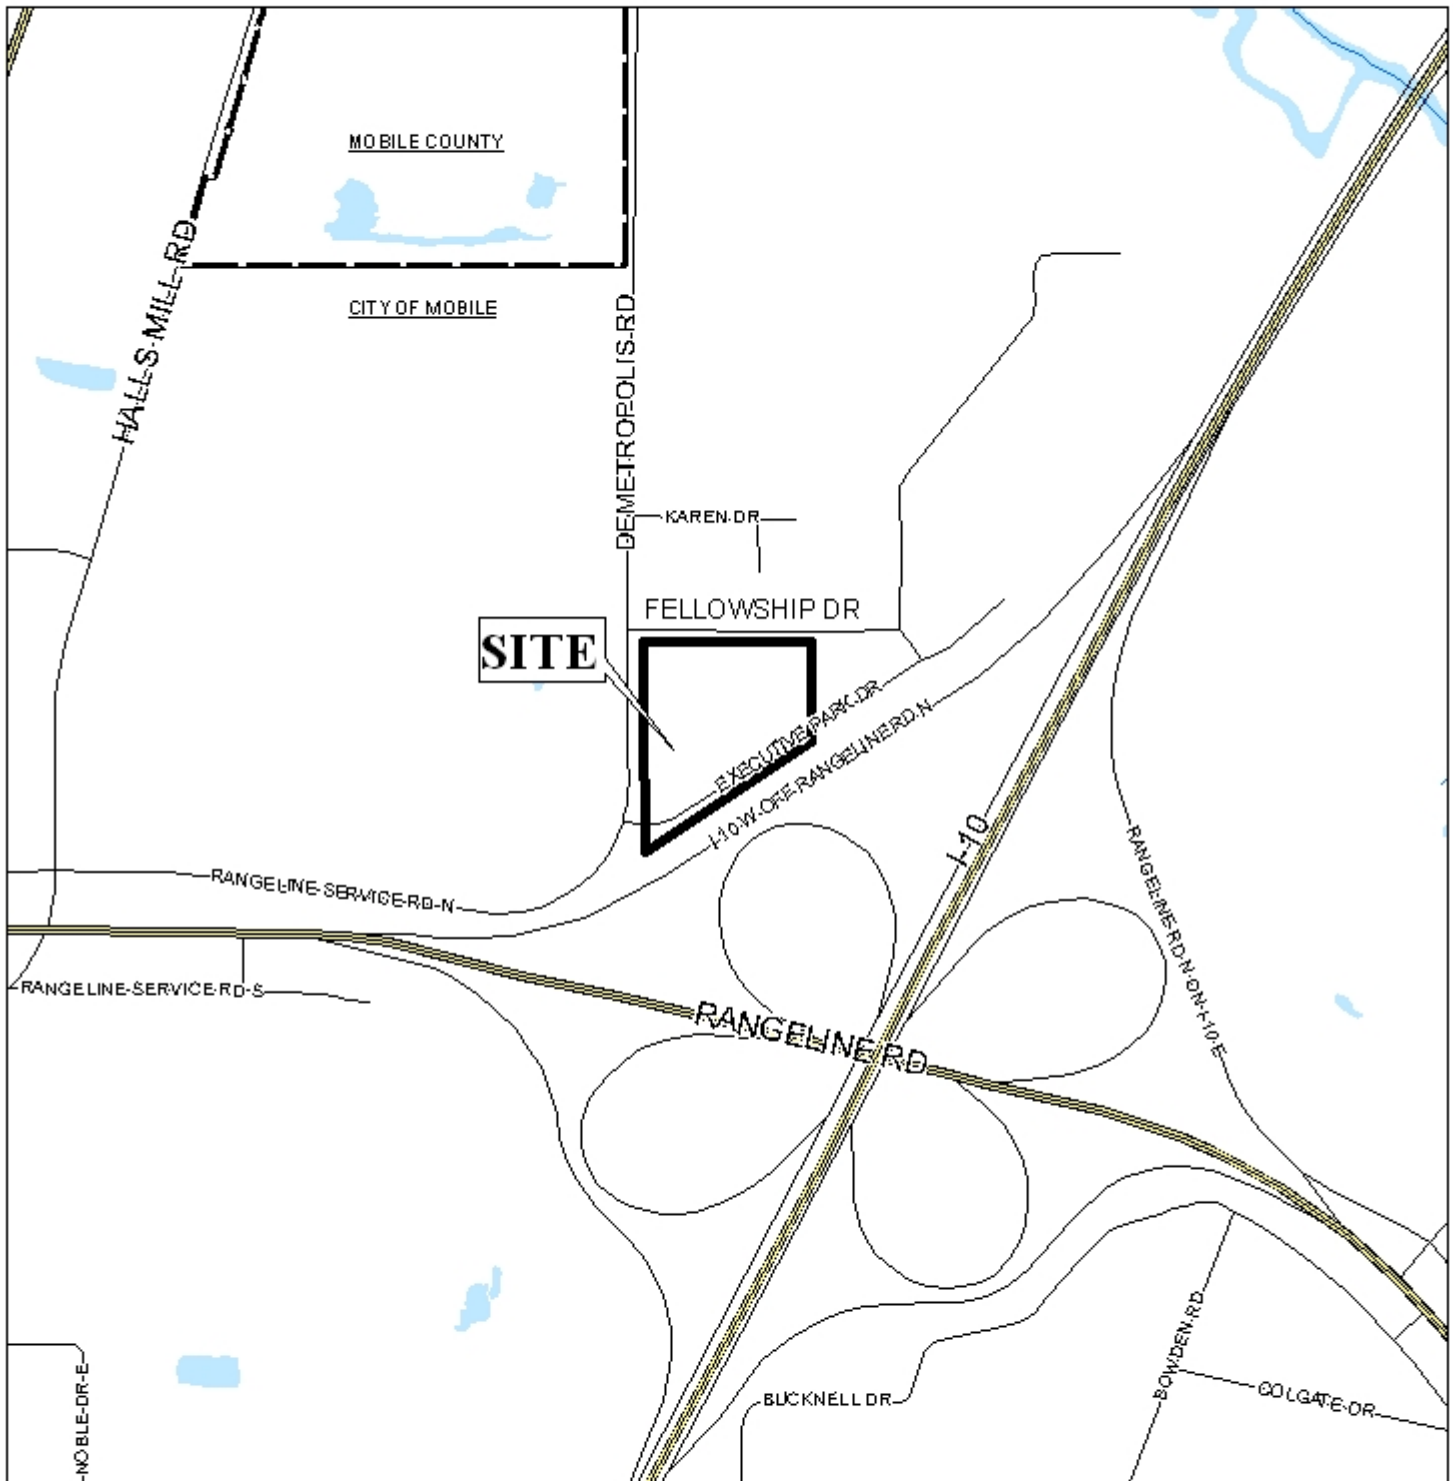 MOBILE COUNTY
HALLS MILL RD
CITY OF MOBILE
DEMETROPOLIS RD
KAREN DR
FELLOWSHIP DR
SITE
EXECUTIVE PARK DR
I-10 W OFF RANGELINE RD N
I-10
RANGELINE RD N ON I-10 E
RANGELINE SERVICE RD N
RANGELINE SERVICE RD S
RANGELINE RD
BOWDEN RD
NOBLE DR E
BUCKNELL DR
COLGATE DR